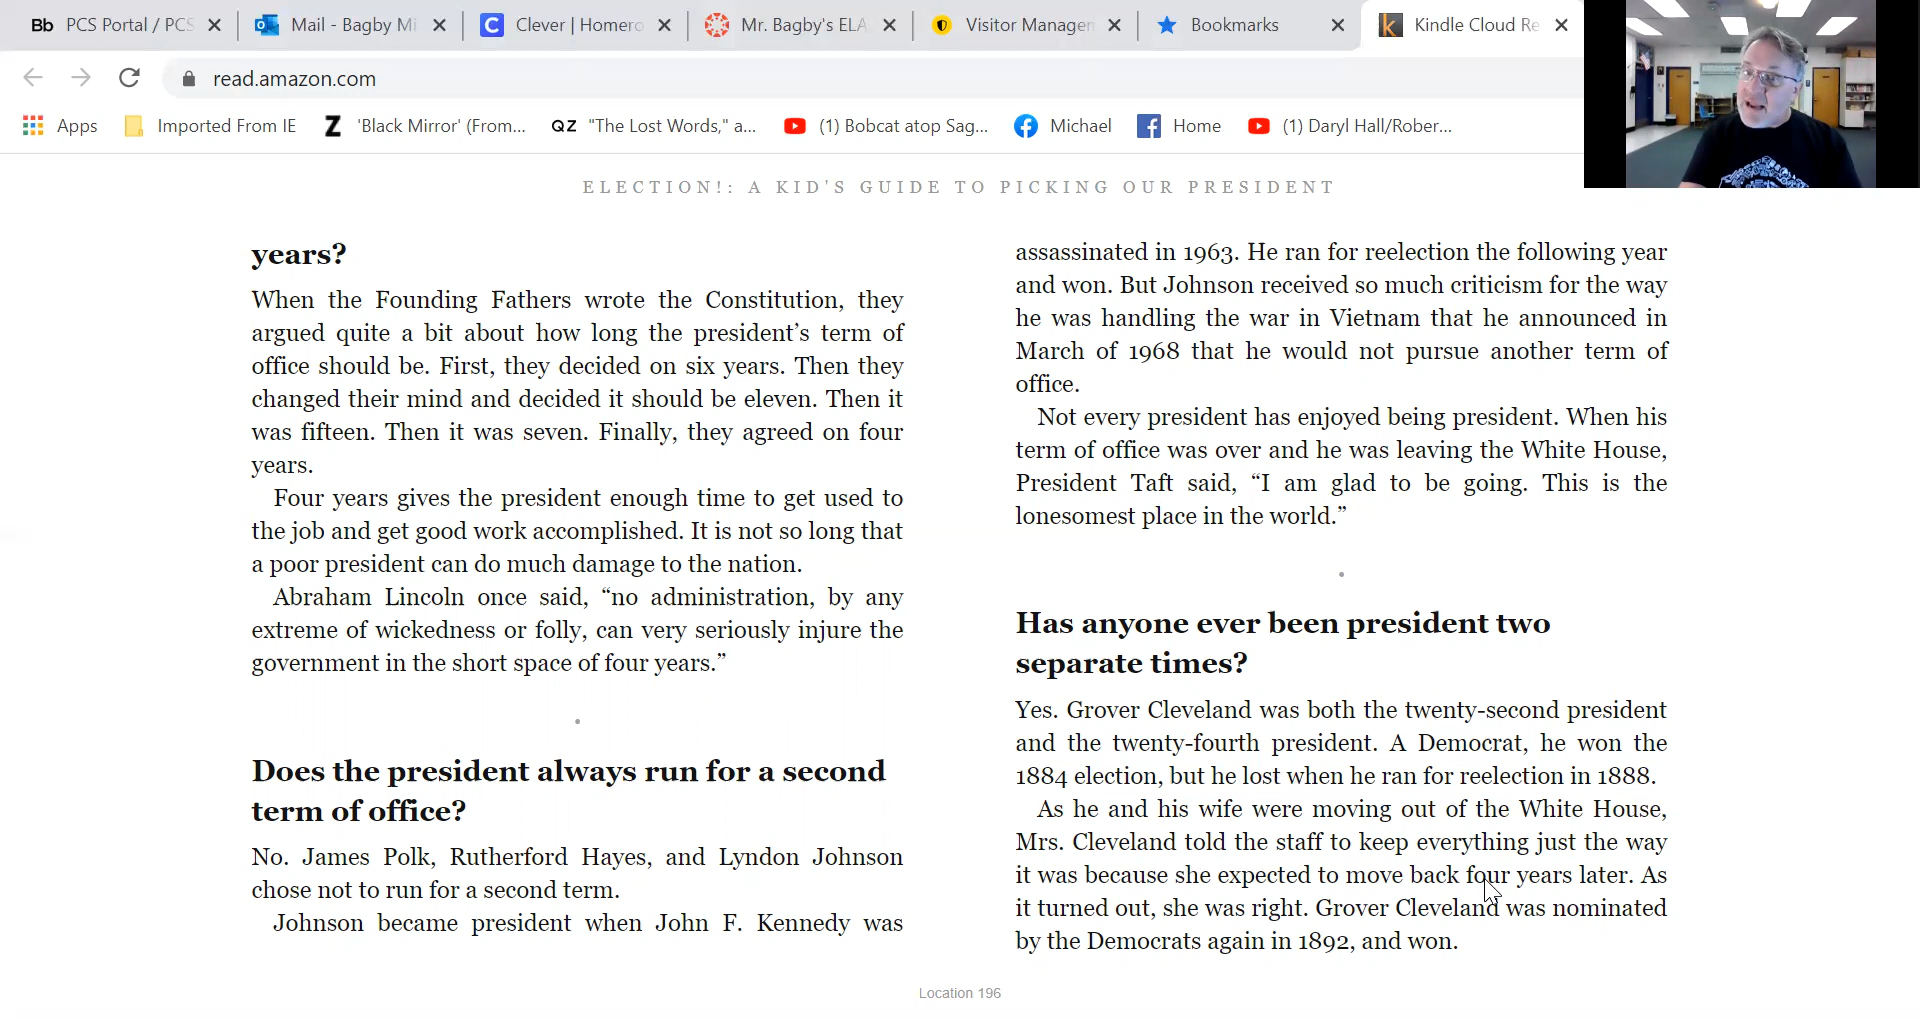 Bb PCS Portal / PCS
Mail - Bagby Mi
Clever | Homero
Mr. Bagby's ELA
Visitor Managem
Bookmarks
Kindle Cloud Re
read.amazon.com
Apps
Imported From IE
Z 'Black Mirror' (From...
QZ "The Lost Words," a...
(1) Bobcat atop Sag...
Michael
Home
(1) Daryl Hall/Rober...
ELECTION!: A KID'S GUIDE TO PICKING OUR PRESIDENT
years?
When the Founding Fathers wrote the Constitution, they
argued quite a bit about how long the president’s term of
office should be. First, they decided on six years. Then they
changed their mind and decided it should be eleven. Then it
was fifteen. Then it was seven. Finally, they agreed on four
years.
Four years gives the president enough time to get used to
the job and get good work accomplished. It is not so long that
a poor president can do much damage to the nation.
Abraham Lincoln once said, “no administration, by any
extreme of wickedness or folly, can very seriously injure the
government in the short space of four years.”
Does the president always run for a second
term of office?
No. James Polk, Rutherford Hayes, and Lyndon Johnson
chose not to run for a second term.
Johnson became president when John F. Kennedy was
assassinated in 1963. He ran for reelection the following year
and won. But Johnson received so much criticism for the way
he was handling the war in Vietnam that he announced in
March of 1968 that he would not pursue another term of
office.
Not every president has enjoyed being president. When his
term of office was over and he was leaving the White House,
President Taft said, “I am glad to be going. This is the
lonesomest place in the world.”
Has anyone ever been president two
separate times?
Yes. Grover Cleveland was both the twenty-second president
and the twenty-fourth president. A Democrat, he won the
1884 election, but he lost when he ran for reelection in 1888.
As he and his wife were moving out of the White House,
Mrs. Cleveland told the staff to keep everything just the way
it was because she expected to move back four years later. As
it turned out, she was right. Grover Cleveland was nominated
by the Democrats again in 1892, and won.
Location 196